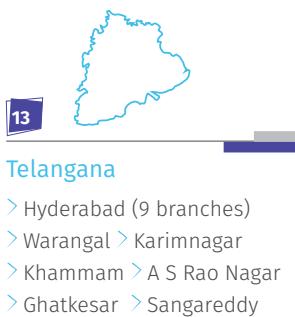 13
Telangana
Hyderabad (9 branches)
Warangal > Karimnagar
Khammam > A S Rao Nagar
Ghatkesar > Sangareddy